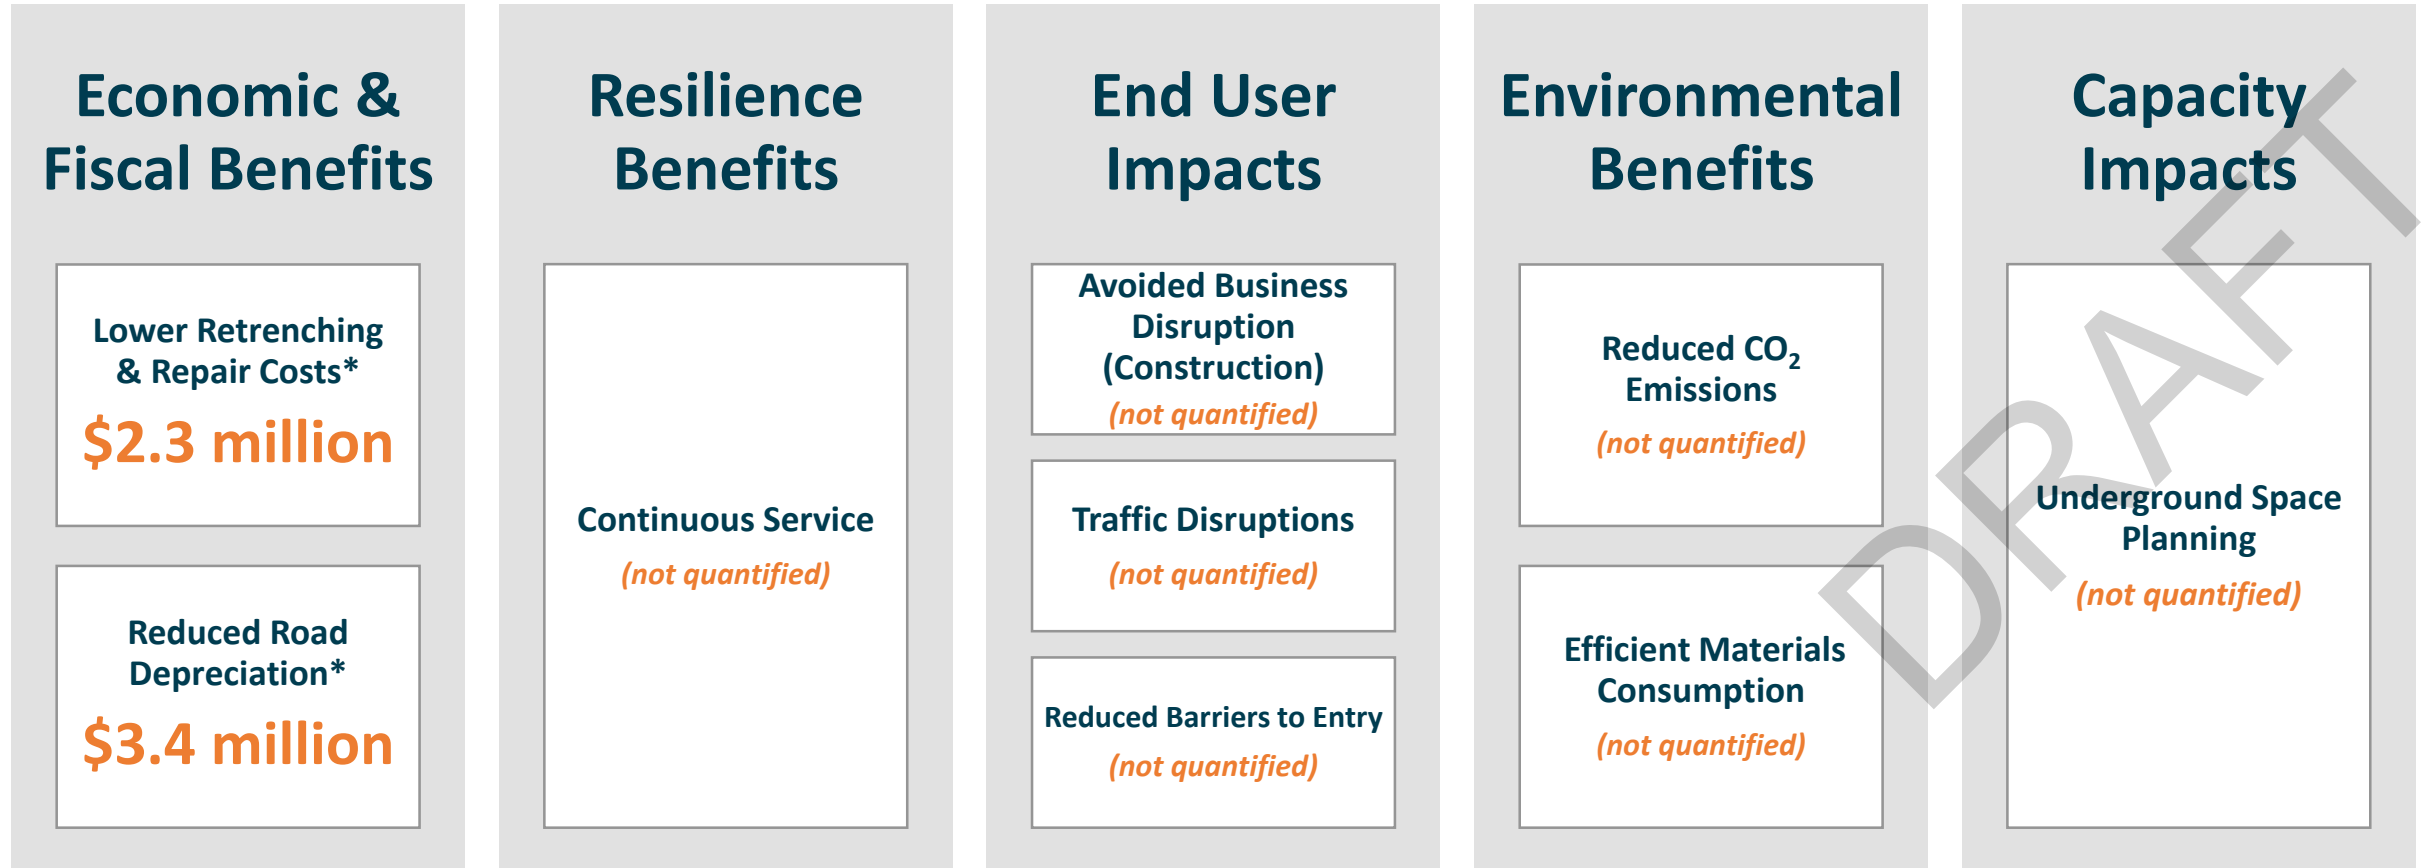 Economic &
Fiscal Benefits
Lower Retrenching
& Repair Costs*
$2.3 million
Reduced Road
Depreciation*
$3.4 million
Resilience
Benefits
Continuous Service
(not quantified)
End User
Impacts
Avoided Business
Disruption
(Construction)
(not quantified)
Traffic Disruptions
(not quantified)
Reduced Barriers to Entry
(not quantified)
Environmental
Benefits
Reduced CO₂
Emissions
(not quantified)
Efficient Materials
Consumption
(not quantified)
Capacity
Impacts
Underground Space
Planning
(not quantified)
DRAFT